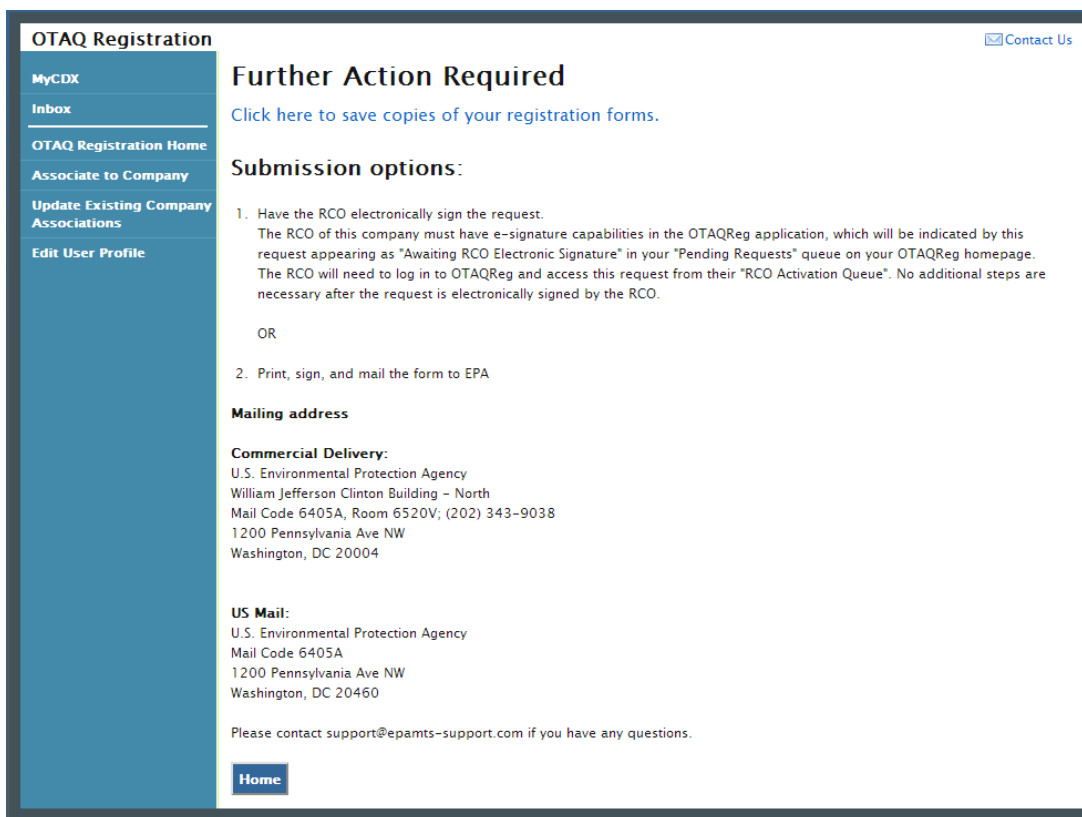 OTAQ Registration
Contact Us
MyCDX
Inbox
OTAQ Registration Home
Associate to Company
Update Existing Company
Associations
Edit User Profile
Further Action Required
Click here to save copies of your registration forms.
Submission options:
1. Have the RCO electronically sign the request.
The RCO of this company must have e-signature capabilities in the OTAQReg application, which will be indicated by this
request appearing as "Awaiting RCO Electronic Signature" in your "Pending Requests" queue on your OTAQReg homepage.
The RCO will need to log in to OTAQReg and access this request from their "RCO Activation Queue". No additional steps are
necessary after the request is electronically signed by the RCO.
OR
2. Print, sign, and mail the form to EPA
Mailing address
Commercial Delivery:
U.S. Environmental Protection Agency
William Jefferson Clinton Building - North
Mail Code 6405A, Room 6520V; (202) 343-9038
1200 Pennsylvania Ave NW
Washington, DC 20004
US Mail:
U.S. Environmental Protection Agency
Mail Code 6405A
1200 Pennsylvania Ave NW
Washington, DC 20460
Please contact support@epamts-support.com if you have any questions.
Home